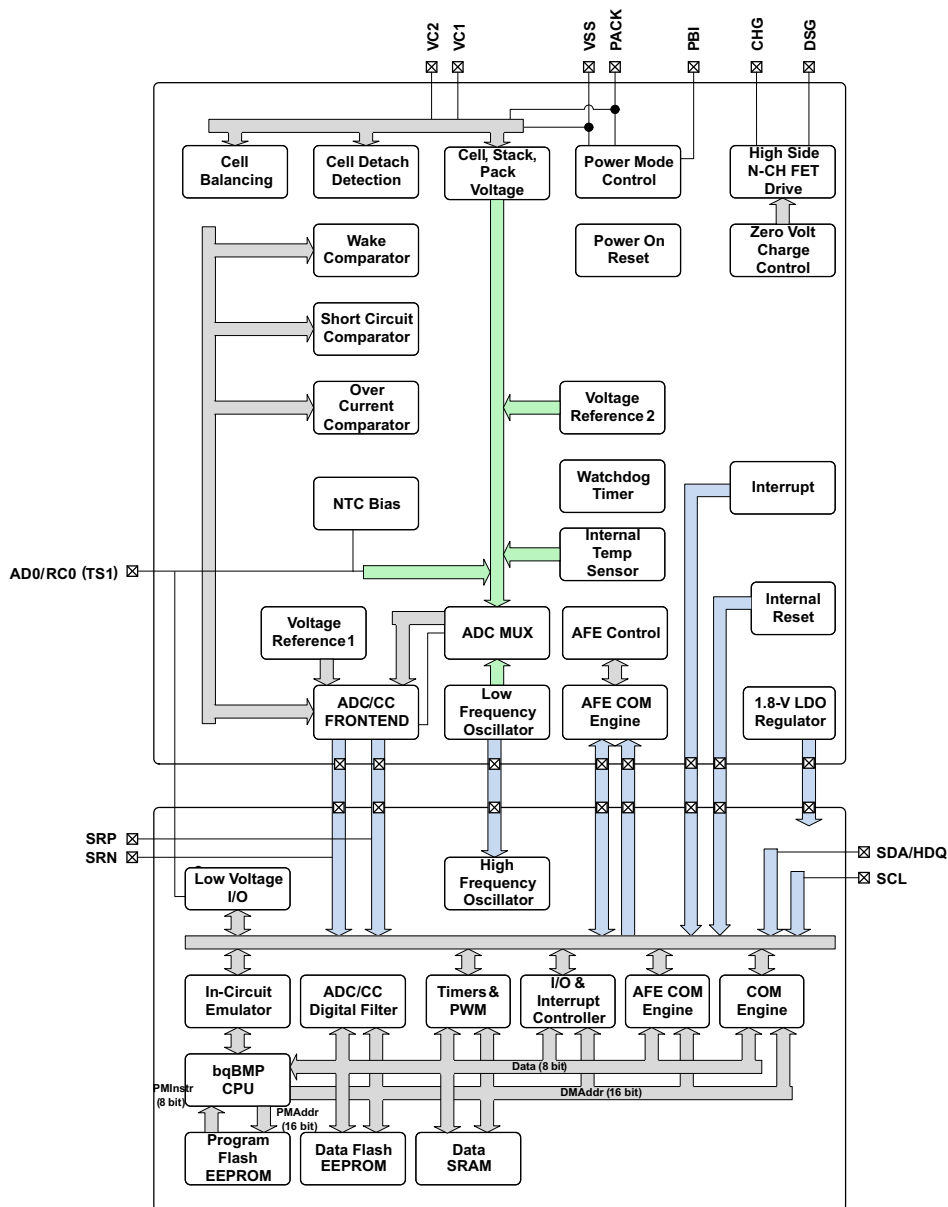 VC2
VC1
VSS
PACK
PBI
CHG
DSG
Cell
Balancing
Cell Detach
Detection
Cell, Stack,
Pack
Voltage
Power Mode
Control
High Side
N-CH FET
Drive
Wake
Comparator
Power On
Reset
Zero Volt
Charge
Control
Short Circuit
Comparator
Over
Current
Comparator
Voltage
Reference 2
NTC Bias
Watchdog
Timer
Interrupt
AD0/RC0 (TS1)
Internal
Temp
Sensor
Voltage
Reference 1
ADC MUX
AFE Control
Internal
Reset
ADC/CC
FRONTEND
Low
Frequency
Oscillator
AFE COM
Engine
1.8-V LDO
Regulator
SRP
SRN
SDA/HDQ
SCL
Low Voltage
I/O
High
Frequency
Oscillator
In-Circuit
Emulator
ADC/CC
Digital Filter
Timers &
PWM
I/O &
Interrupt
Controller
AFE COM
Engine
COM
Engine
bqBMP
CPU
Data (8 bit)
DMAddr (16 bit)
PMInstr
(8 bit)
PMAddr
(16 bit)
Program
Flash
EEPROM
Data Flash
EEPROM
Data
SRAM